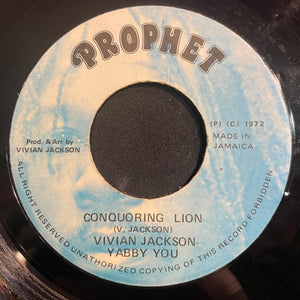 PROPHET
Prod. & Arr by
VIVIAN JACKSON
(P) (C) 1972
MADE IN
JAMAICA
CONQUORING LION
(V. JACKSON)
VIVIAN JACKSON-
YABBY YOU
ALL RIGHT RESERVED UNAUTHORIZED COPYING OF THIS RECORD FORBIDDEN